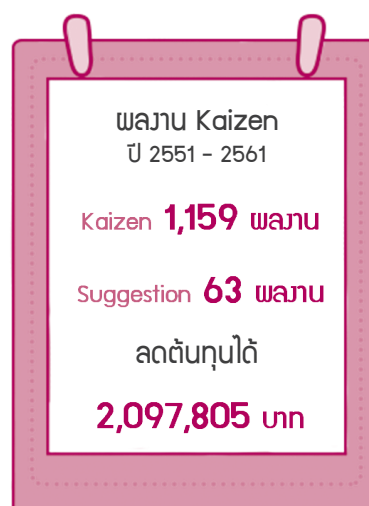 ผลงาน Kaizen
ปี 2551 - 2561
Kaizen 1,159 ผลงาน
Suggestion 63 ผลงาน
ลดต้นทุนได้
2,097,805 บาท